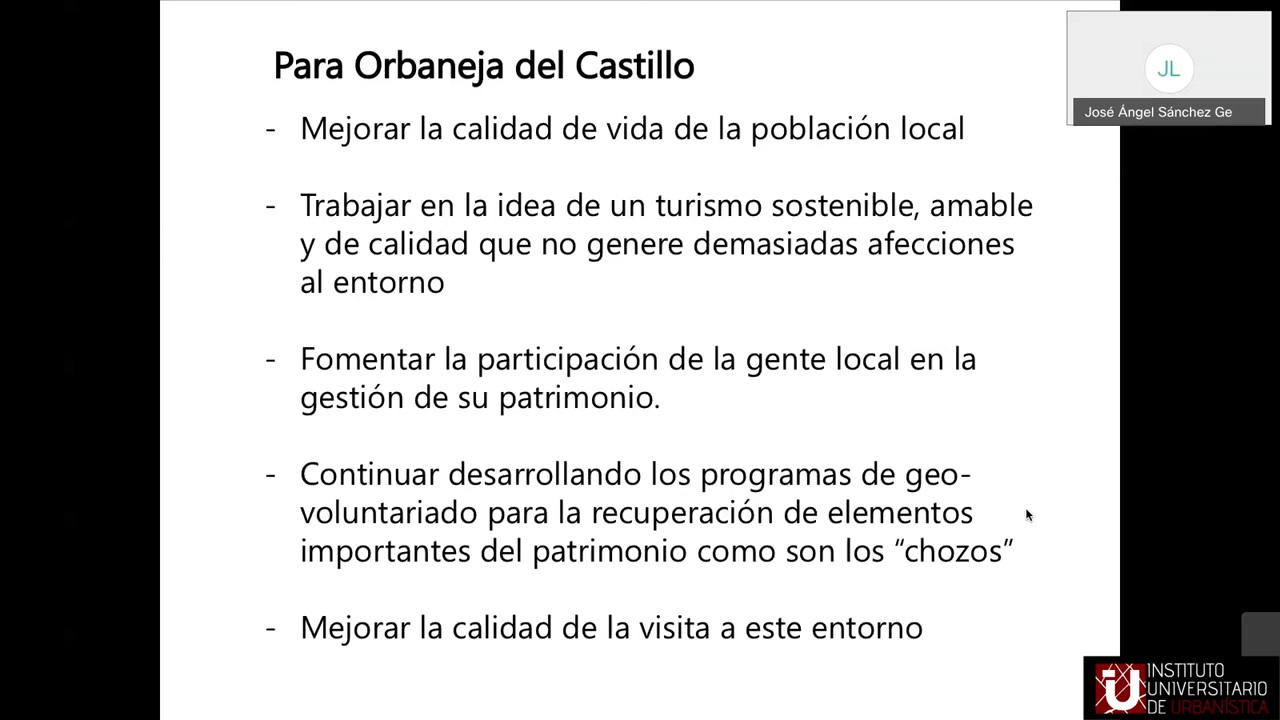 Para Orbaneja del Castillo
- Mejorar la calidad de vida de la población local
- Trabajar en la idea de un turismo sostenible, amable
y de calidad que no genere demasiadas afecciones
al entorno
- Fomentar la participación de la gente local en la
gestión de su patrimonio.
- Continuar desarrollando los programas de geo-
voluntariado para la recuperación de elementos
importantes del patrimonio como son los “chozos”
- Mejorar la calidad de la visita a este entorno
JL
José Ángel Sánchez Ge
iU
INSTITUTO
UNIVERSITARIO
DE URBANÍSTICA